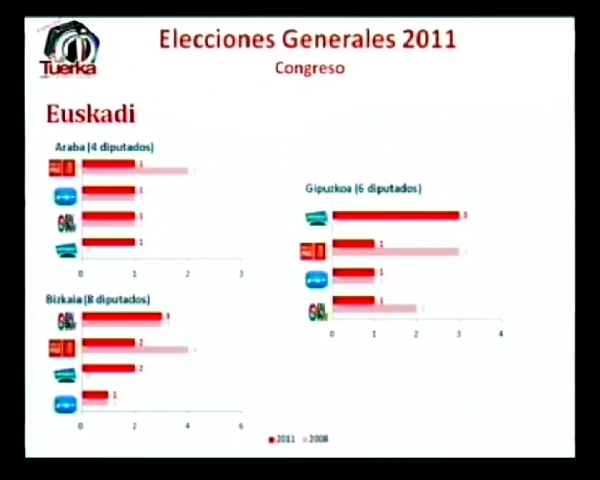 Tuerka
Elecciones Generales 2011
Congreso
Euskadi
Araba (4 diputados)
1
1
1
1
0 1 2 3
Gipuzkoa (6 diputados)
3
1
1
1
0 1 2 3 4
Bizkaia (8 diputados)
3
2
2
1
0 2 4 6
2011 2008